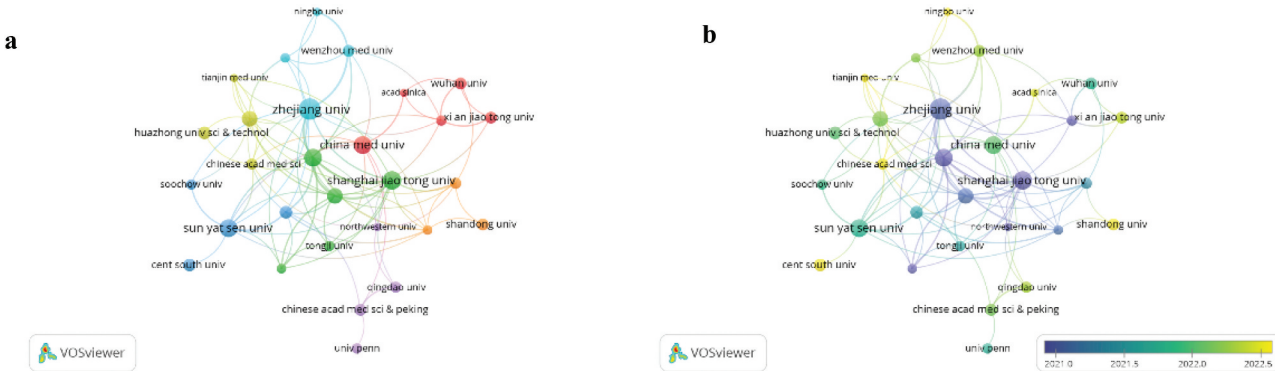 a
ningbo univ
wenzhou med univ
tianjin med univ
wuhan univ
acad sinica
zhejiang univ
xi an jiao tong univ
huazhong univ sci & technol
china med univ
chinese acad med sci
shanghai jiao tong univ
soochow univ
sun yat sen univ
northwestern univ
shandong univ
tongji univ
cent south univ
qingdao univ
chinese acad med sci & peking
univ penn
VOSviewer
b
ningbo univ
wenzhou med univ
tianjin med univ
wuhan univ
acad sinica
zhejiang univ
xi an jiao tong univ
huazhong univ sci & technol
china med univ
chinese acad med sci
shanghai jiao tong univ
soochow univ
sun yat sen univ
northwestern univ
shandong univ
tongji univ
cent south univ
qingdao univ
chinese acad med sci & peking
univ penn
VOSviewer
2021.0 2021.5 2022.0 2022.5